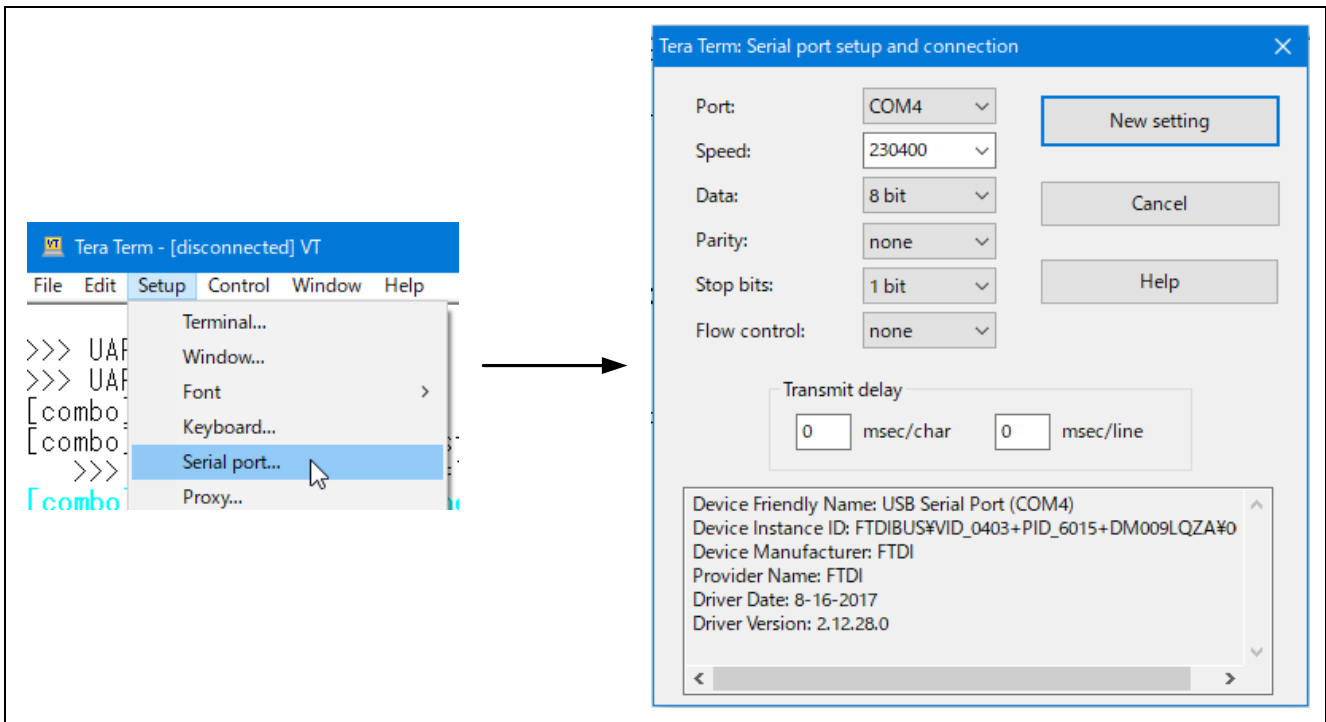 Tera Term - [disconnected] VT
File Edit Setup Control Window Help
Terminal...
>>> UAR
Window...
>>> UAR
Font
[combo]
Keyboard...
[combo]
Serial port...
>>>
Proxy...
[combo]
Tera Term: Serial port setup and connection
Port: COM4 New setting
Speed: 230400
Data: 8 bit Cancel
Parity: none
Stop bits: 1 bit Help
Flow control: none
Transmit delay
0 msec/char 0 msec/line
Device Friendly Name: USB Serial Port (COM4)
Device Instance ID: FTDIBUS¥VID_0403+PID_6015+DM009LQZA¥0
Device Manufacturer: FTDI
Provider Name: FTDI
Driver Date: 8-16-2017
Driver Version: 2.12.28.0